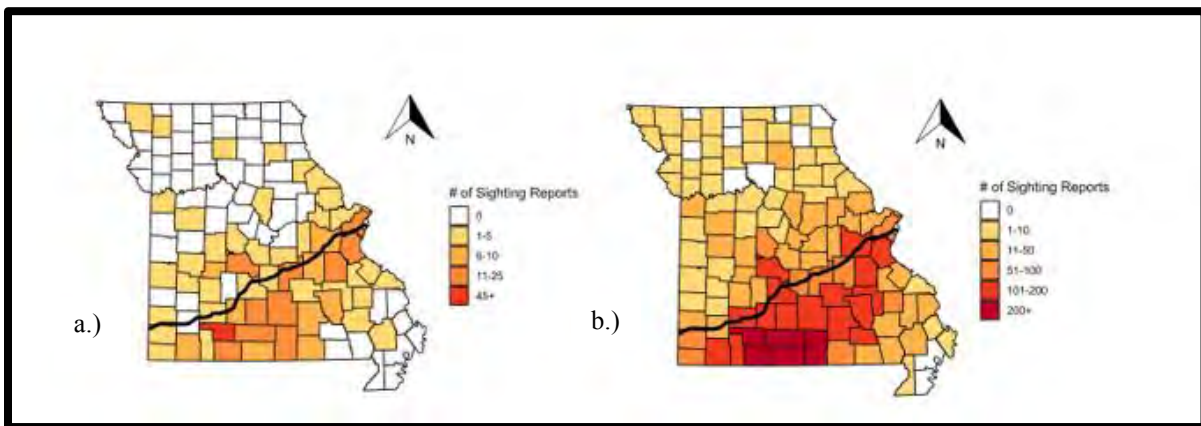 N
# of Sighting Reports
0
1-5
6-10
11-25
45+
a.)
N
# of Sighting Reports
0
1-10
11-50
51-100
101-200
200+
b.)